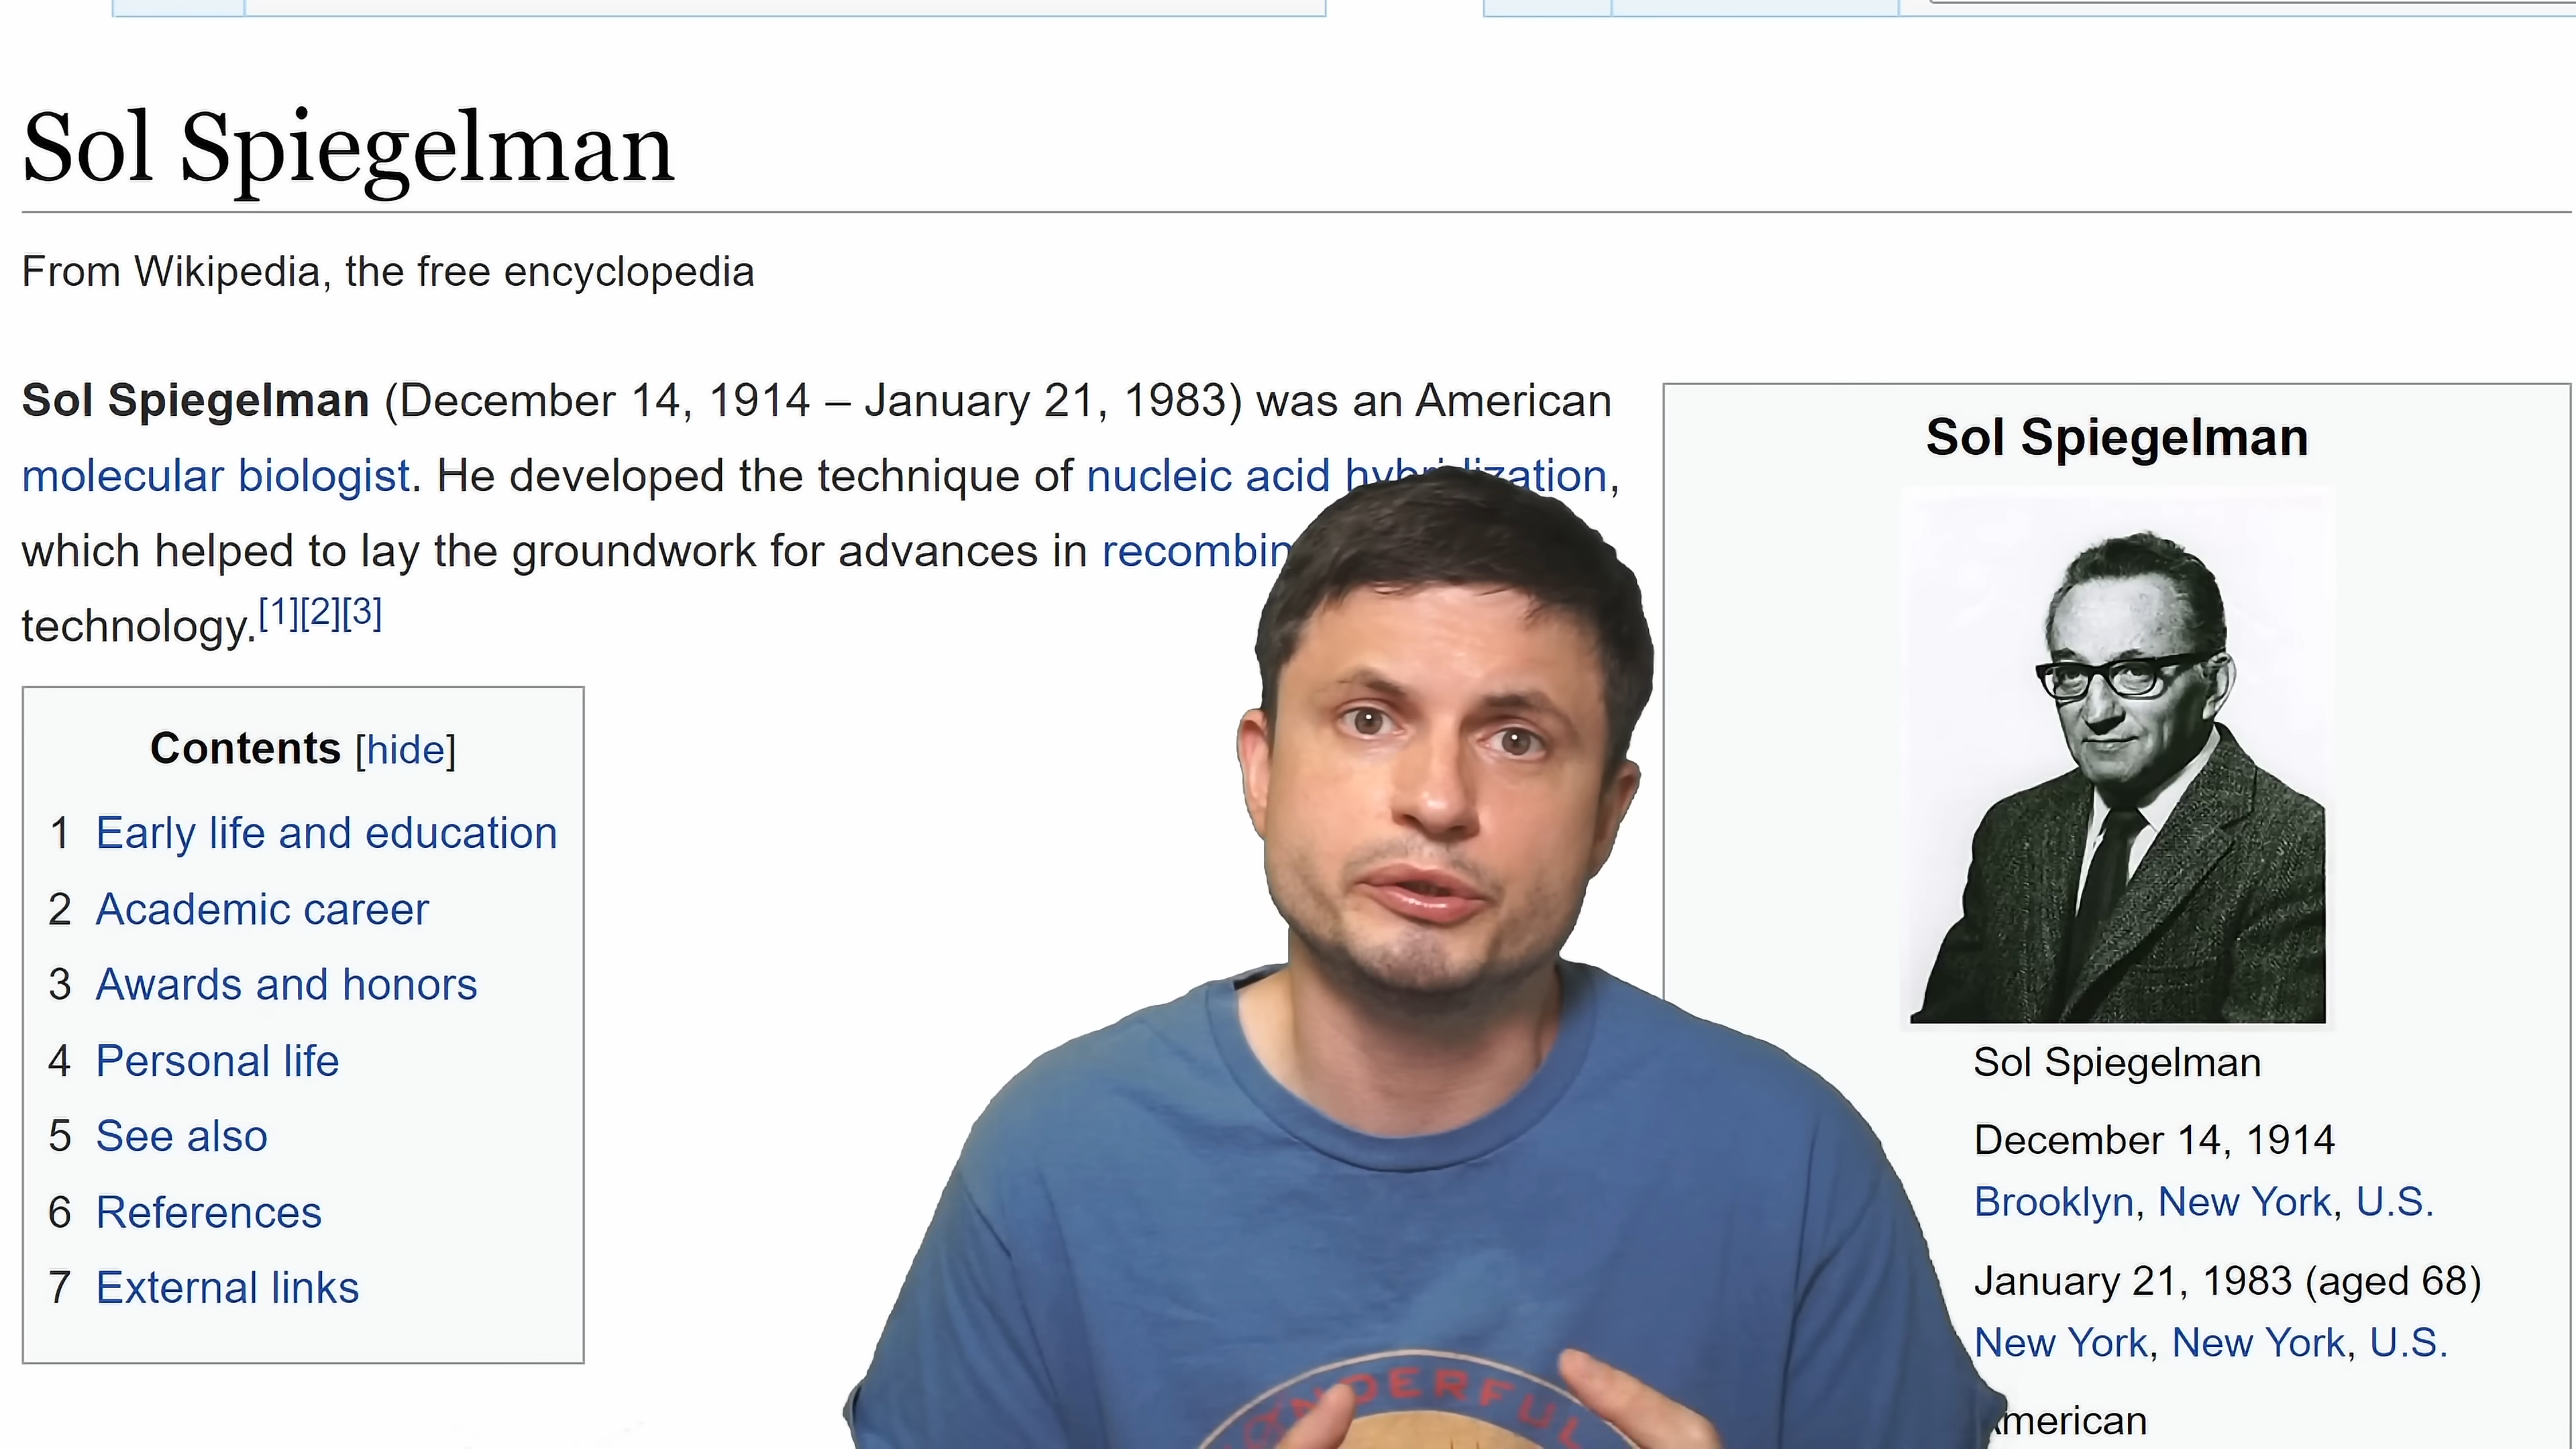 Sol Spiegelman
From Wikipedia, the free encyclopedia
Sol Spiegelman (December 14, 1914 – January 21, 1983) was an American
molecular biologist. He developed the technique of nucleic acid hybridization,
which helped to lay the groundwork for advances in
technology.[1][2][3]
Contents [hide]
1 Early life and education
2 Academic career
3 Awards and honors
4 Personal life
5 See also
6 References
7 External links
Sol Spiegelman
Sol Spiegelman
December 14, 1914
Brooklyn, New York, U.S.
January 21, 1983 (aged 68)
New York, New York, U.S.
American
WONDERFUL